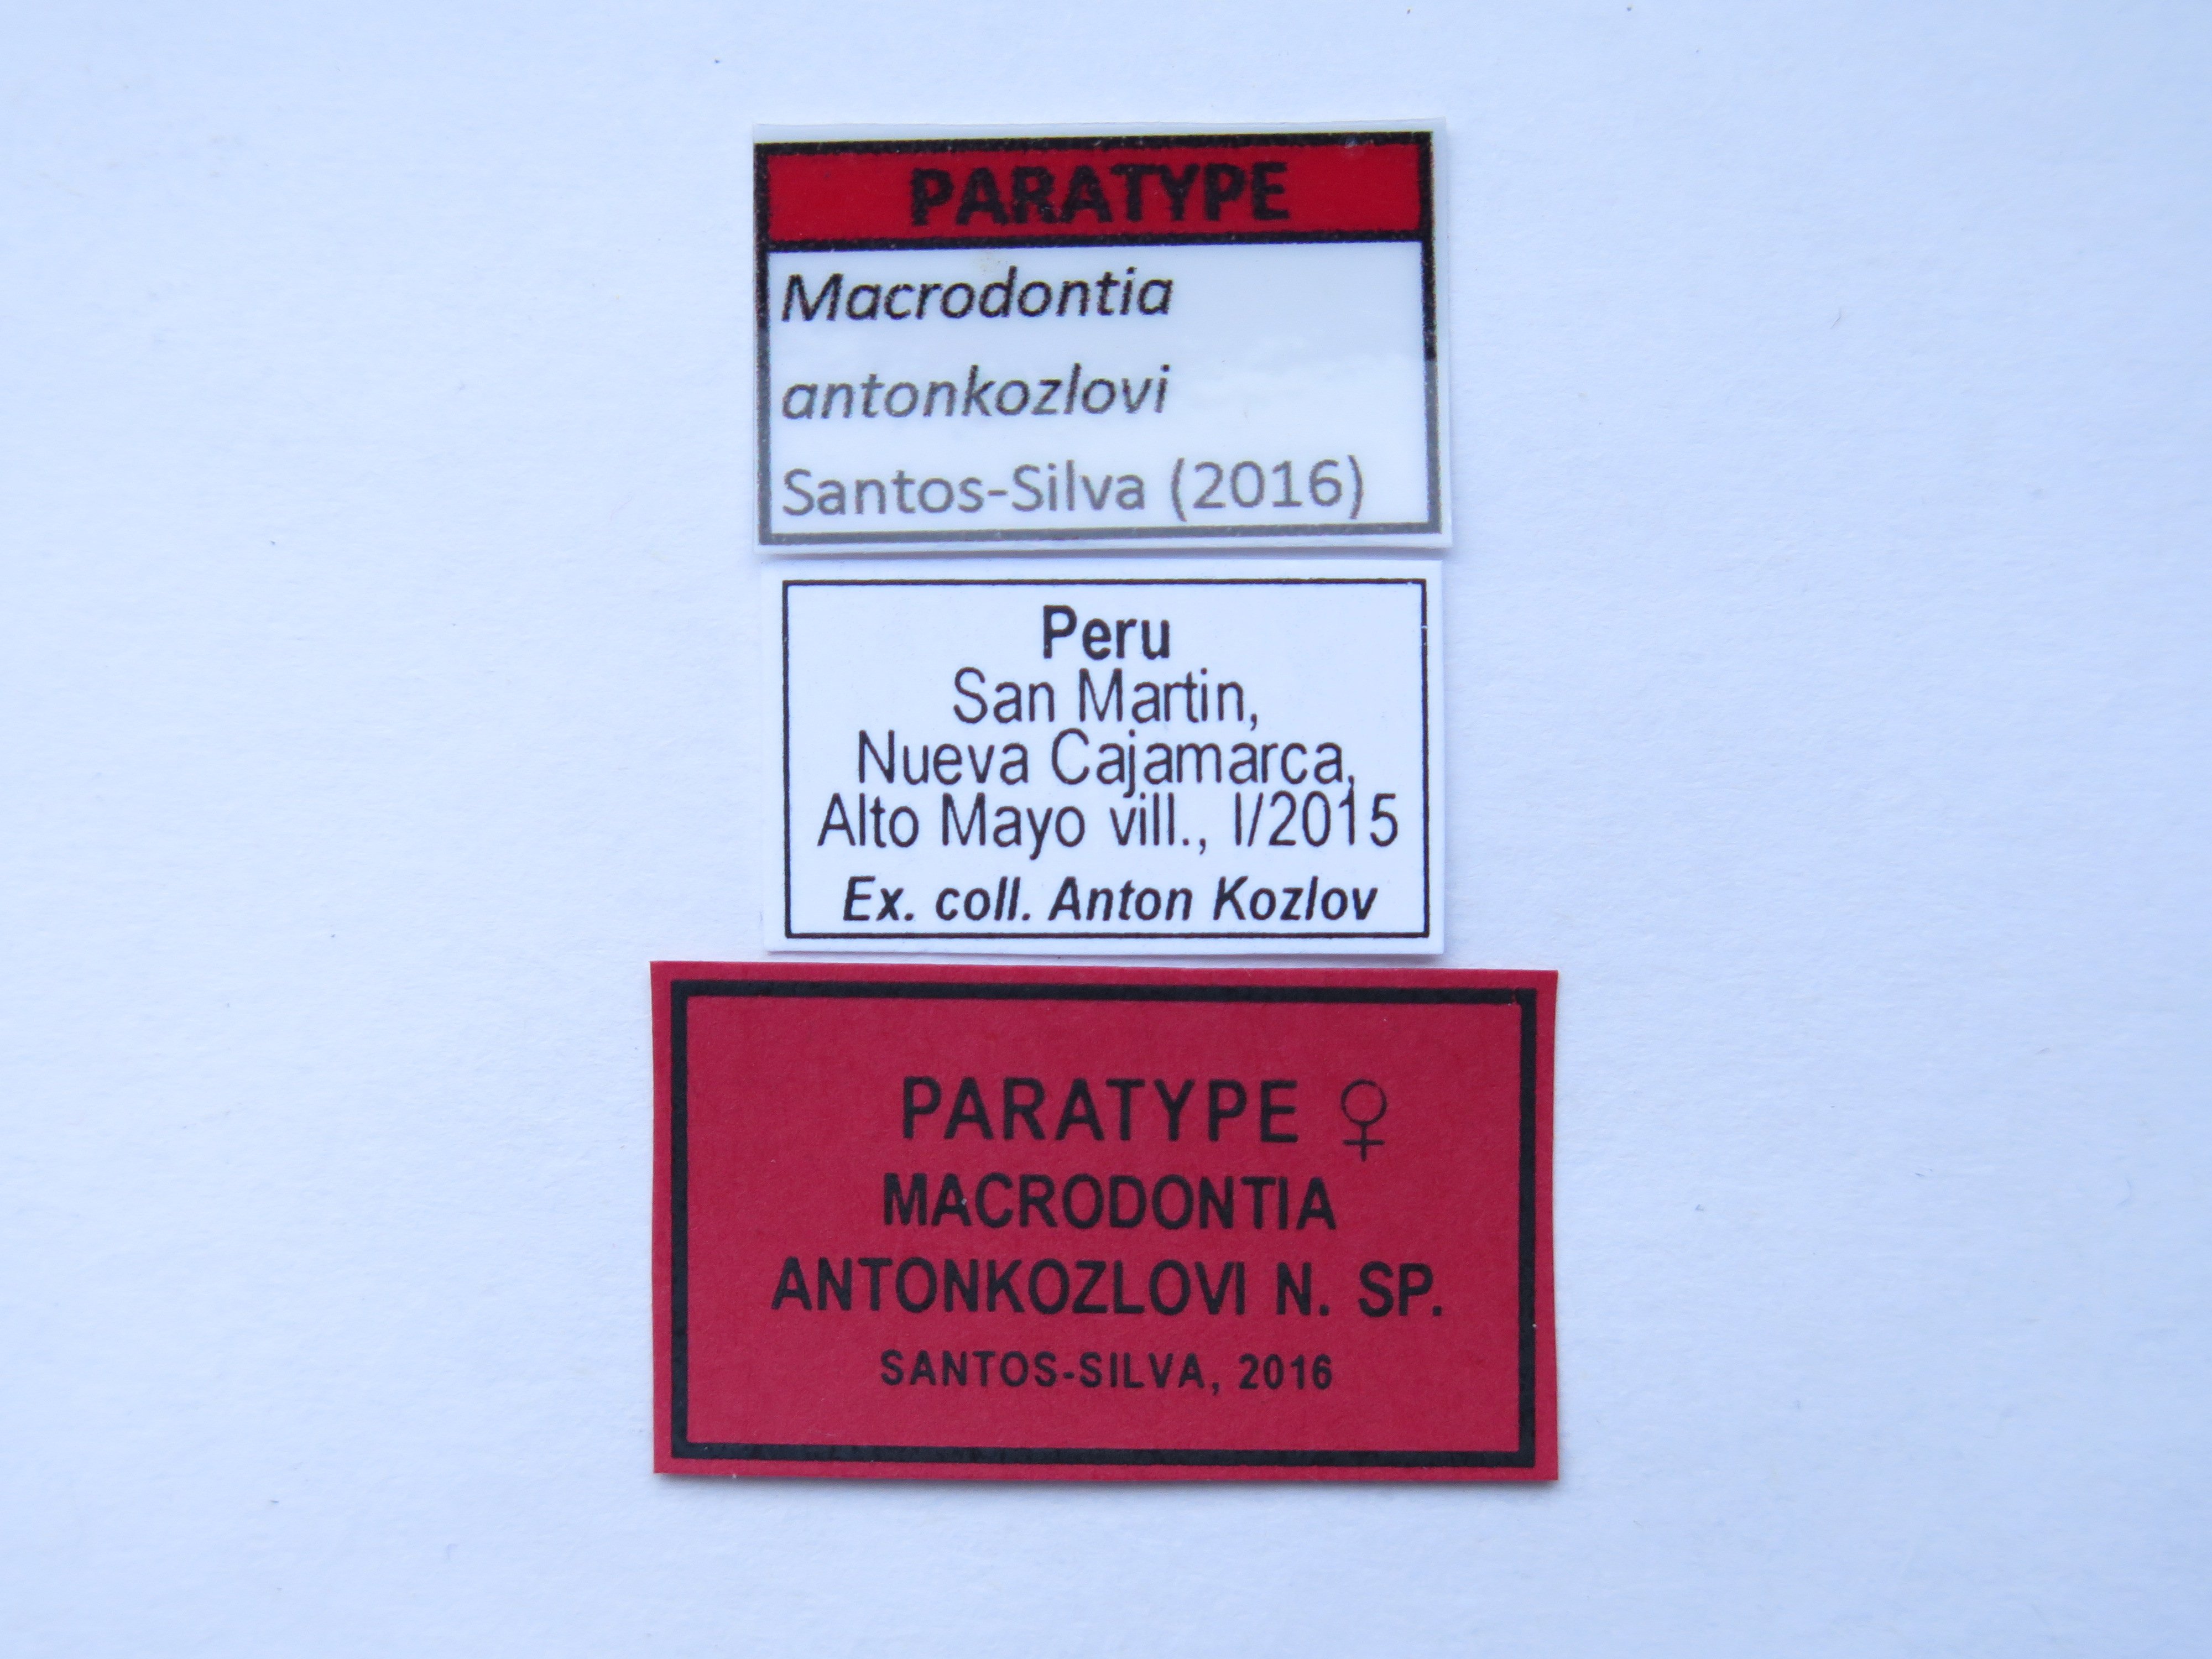 PARATYPE
Macrodontia
antonkozlovi
Santos-Silva (2016)
Peru
San Martin,
Nueva Cajamarca,
Alto Mayo vill., I/2015
Ex. coll. Anton Kozlov
PARATYPE ♀
MACRODONTIA
ANTONKOZLOVI N. SP.
SANTOS-SILVA, 2016